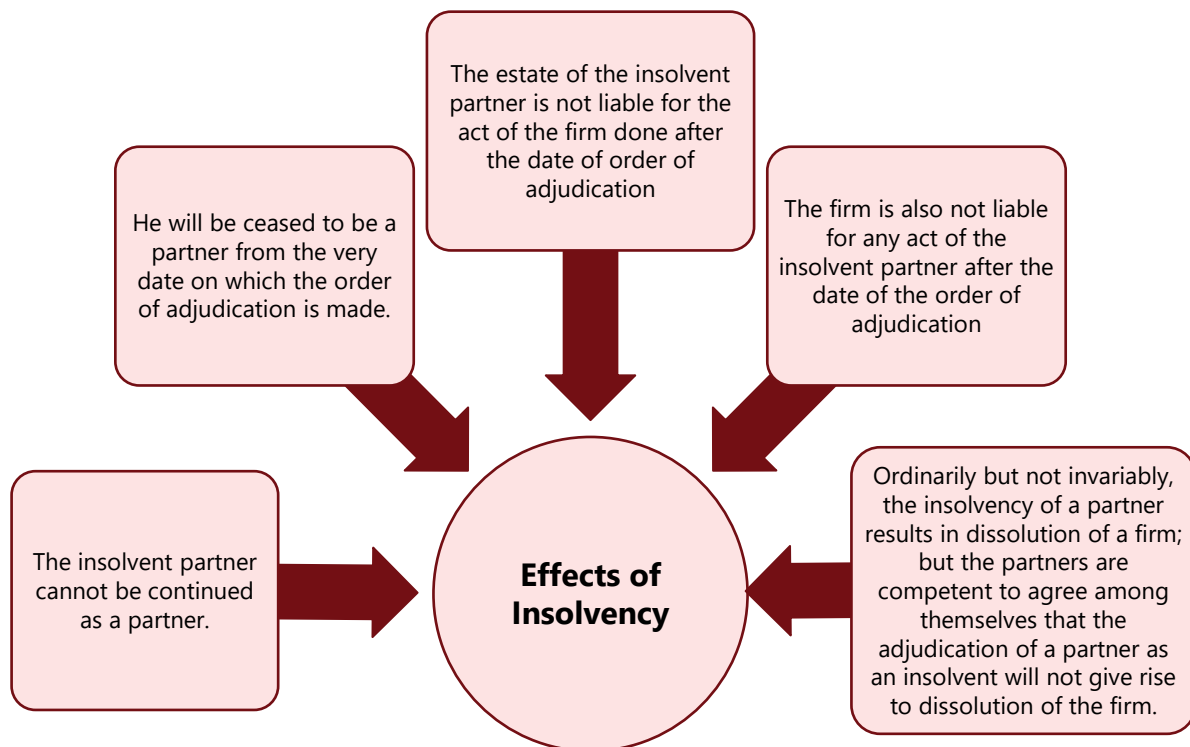 The insolvent partner
cannot be continued
as a partner.
He will be ceased to be a
partner from the very
date on which the order
of adjudication is made.
The estate of the insolvent
partner is not liable for the
act of the firm done after
the date of order of
adjudication
The firm is also not liable
for any act of the
insolvent partner after the
date of the order of
adjudication
Ordinarily but not invariably,
the insolvency of a partner
results in dissolution of a firm;
but the partners are
competent to agree among
themselves that the
adjudication of a partner as
an insolvent will not give rise
to dissolution of the firm.
Effects of
Insolvency